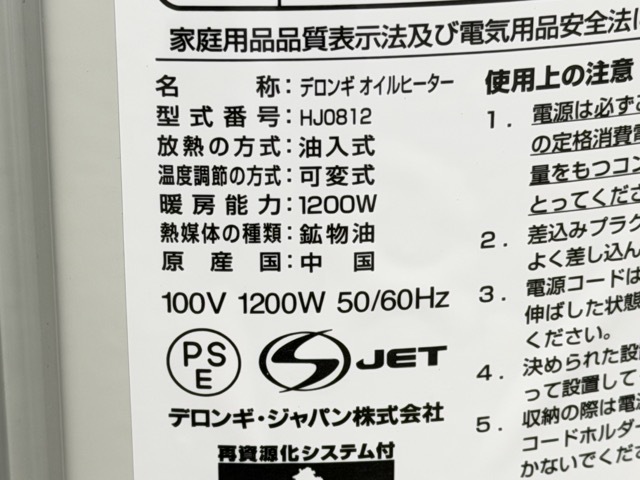 家庭用品品質表示法及び電気用品安全法に
名 称：デロンギ オイルヒーター
型式番号：HJ0812
放熱の方式：油入式
温度調節の方式：可変式
暖房能力：1200W
熱媒体の種類：鉱物油
原産国：中国
100V 1200W 50/60Hz
PS
E
S JET
デロンギ・ジャパン株式会社
再資源化システム付
使用上の注意
1．電源は必ず
の定格消費電
量をもつコン
とってくださ
2．差込みプラグ
よく差し込ん
3．電源コードは
伸ばした状態
ください。
4．決められた設
って設置して
5．収納の際は電
コードホルダー
かないでくださ